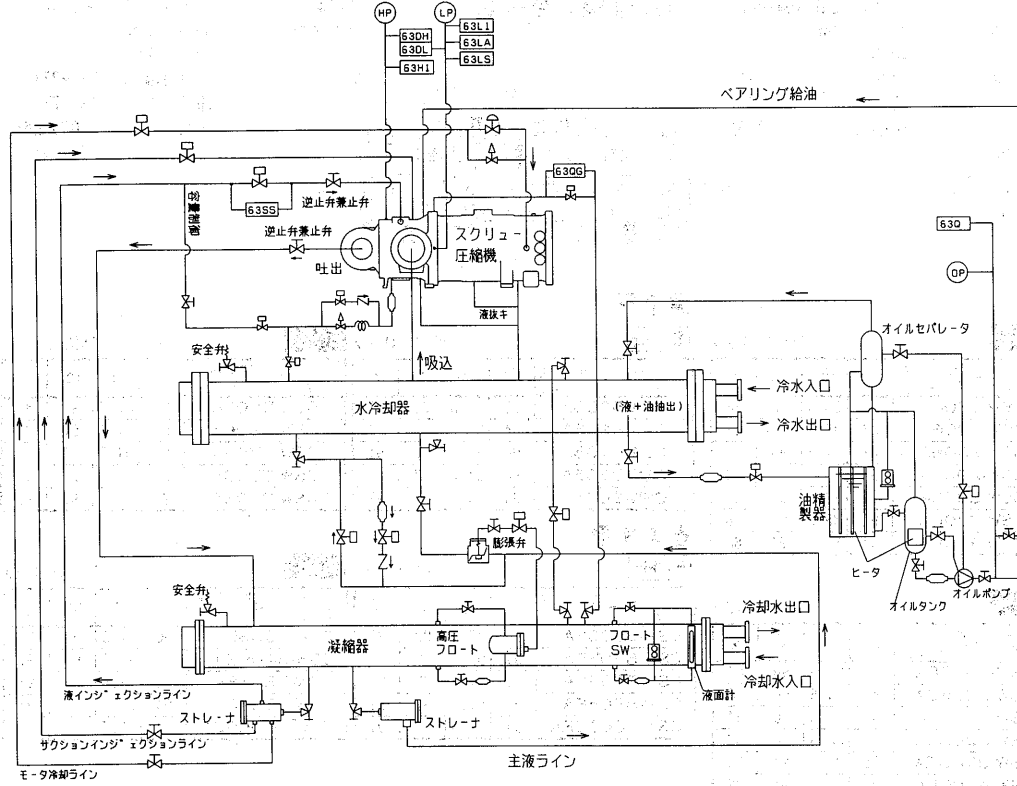 HP
LP
63DH
63DL
63H1
63L1
63LA
63LS
ベアリング給油
63QG
63SS
逆止弁兼止弁
容量制御
逆止弁兼止弁
吐出
スクリュー
圧縮機
液抜キ
63Q
OP
オイルセパレータ
安全弁
吸込
水冷却器
(液+油抽出)
冷水入口
冷水出口
油精
製器
ヒータ
オイルタンク
オイルポンプ
膨張弁
安全弁
凝縮器
高圧
フロート
フロート
SW
冷却水出口
冷却水入口
液面計
液インジェクションライン
ストレーナ
ストレーナ
サクションインジェクションライン
モータ冷却ライン
主液ライン